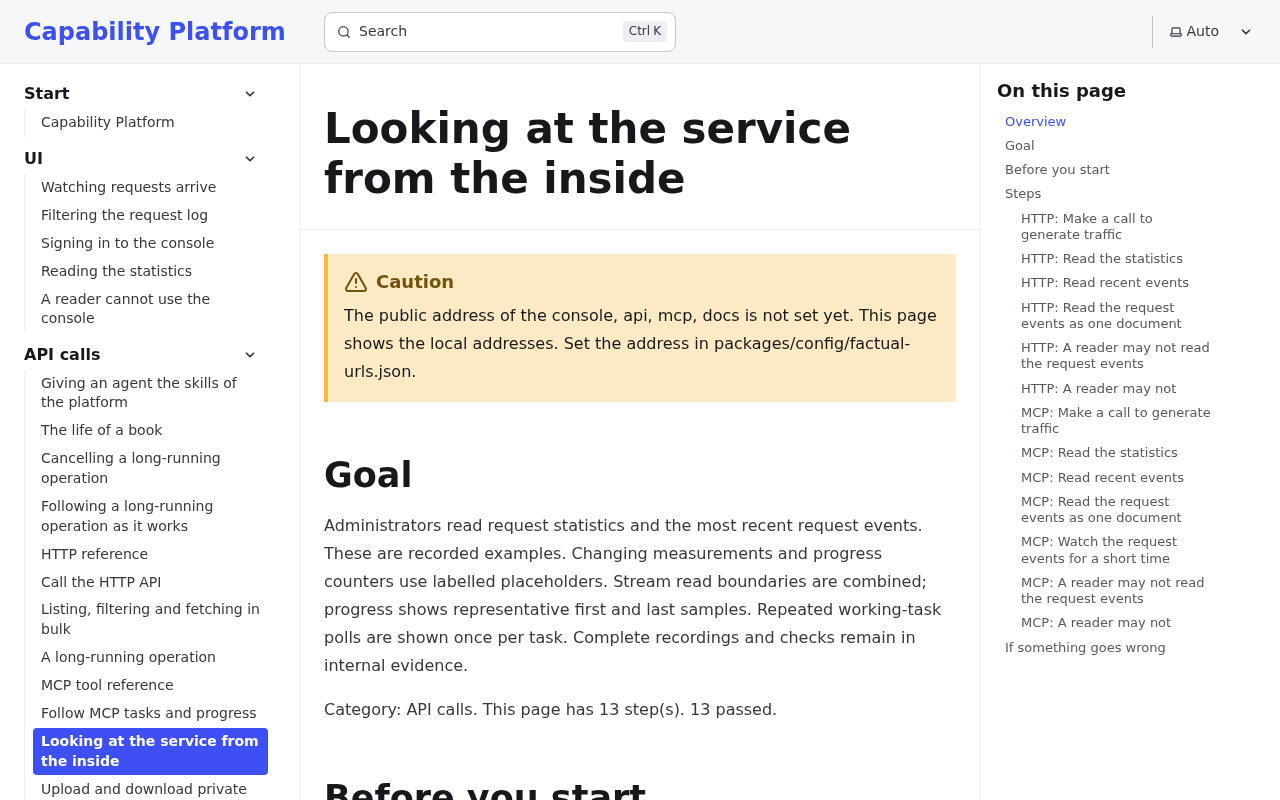 Capability Platform
Search
Ctrl K
Auto
Start
Capability Platform
UI
Watching requests arrive
Filtering the request log
Signing in to the console
Reading the statistics
A reader cannot use the
console
API calls
Giving an agent the skills of
the platform
The life of a book
Cancelling a long-running
operation
Following a long-running
operation as it works
HTTP reference
Call the HTTP API
Listing, filtering and fetching in
bulk
A long-running operation
MCP tool reference
Follow MCP tasks and progress
Looking at the service from
the inside
Upload and download private
Looking at the service
from the inside
Caution
The public address of the console, api, mcp, docs is not set yet. This page
shows the local addresses. Set the address in packages/config/factual-
urls.json.
Goal
Administrators read request statistics and the most recent request events.
These are recorded examples. Changing measurements and progress
counters use labelled placeholders. Stream read boundaries are combined;
progress shows representative first and last samples. Repeated working-task
polls are shown once per task. Complete recordings and checks remain in
internal evidence.
Category: API calls. This page has 13 step(s). 13 passed.
Before you start
On this page
Overview
Goal
Before you start
Steps
HTTP: Make a call to
generate traffic
HTTP: Read the statistics
HTTP: Read recent events
HTTP: Read the request
events as one document
HTTP: A reader may not read
the request events
HTTP: A reader may not
MCP: Make a call to generate
traffic
MCP: Read the statistics
MCP: Read recent events
MCP: Read the request
events as one document
MCP: Watch the request
events for a short time
MCP: A reader may not read
the request events
MCP: A reader may not
If something goes wrong